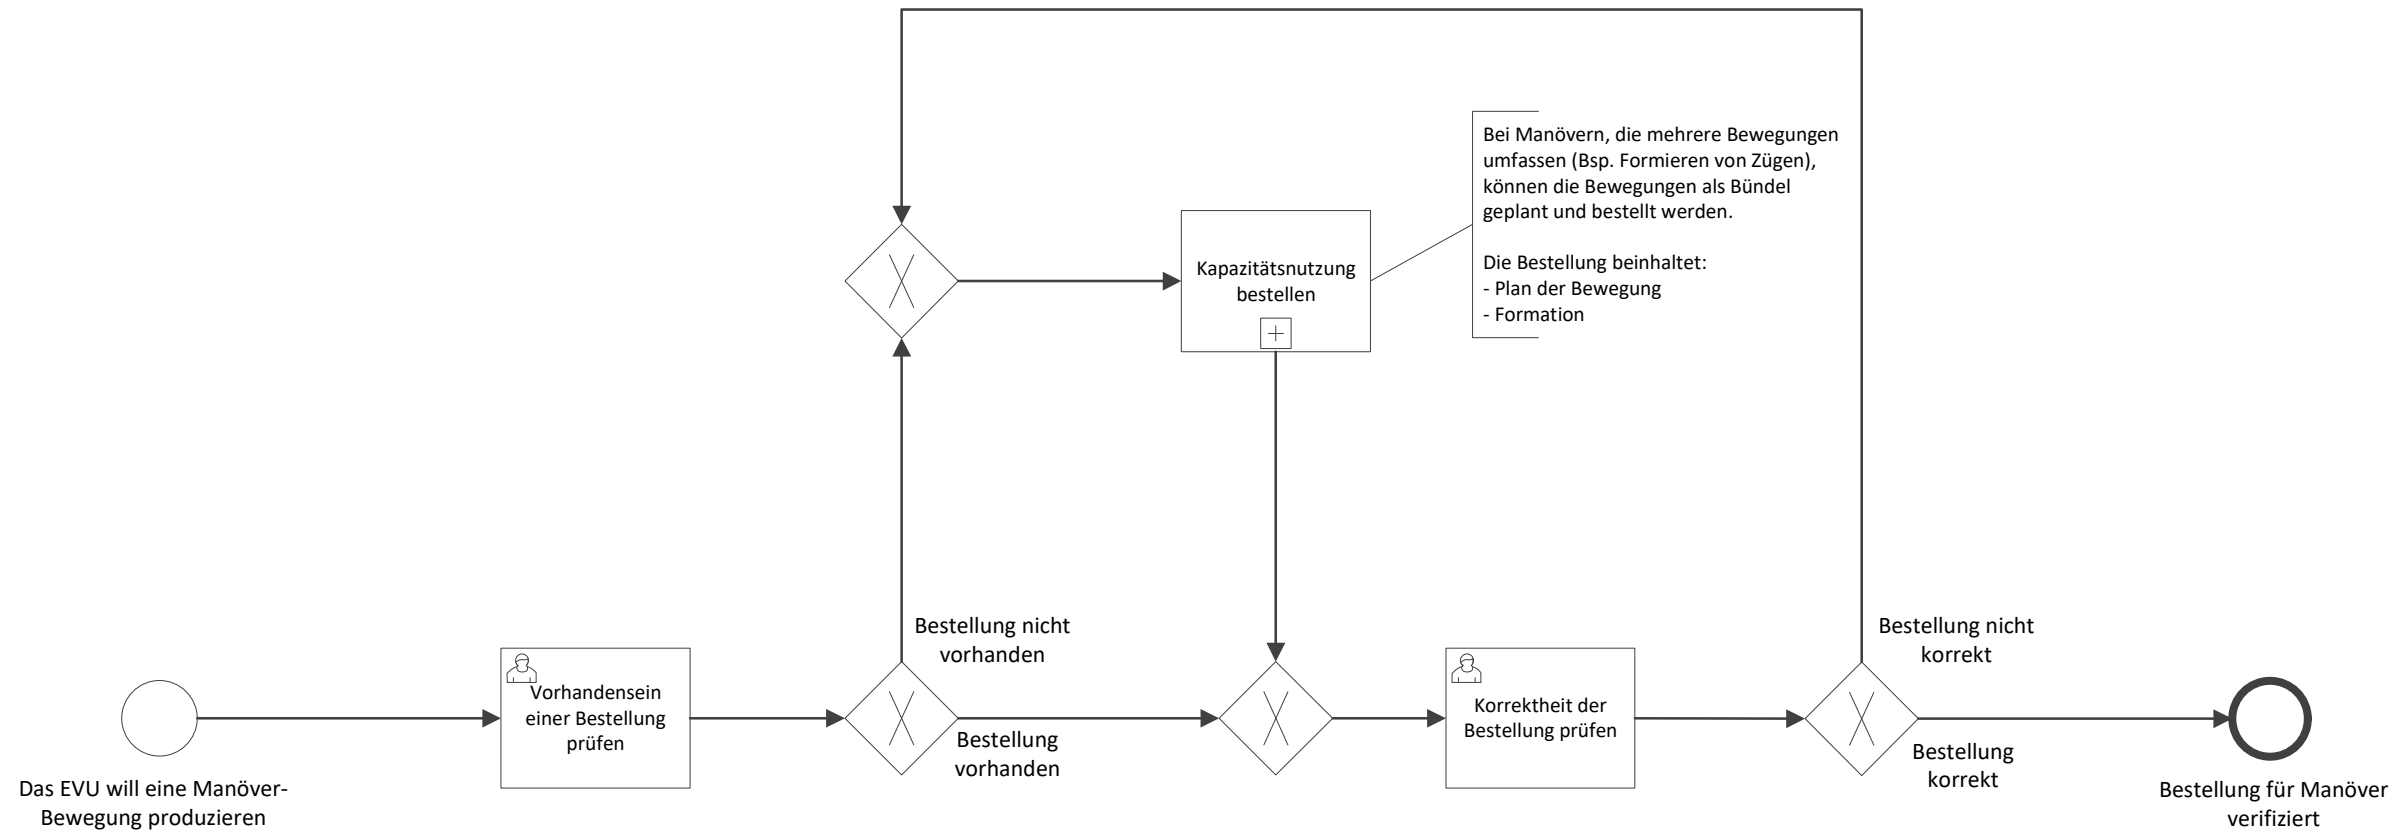 Bei Manövern, die mehrere Bewegungen
umfassen (Bsp. Formieren von Zügen),
können die Bewegungen als Bündel
geplant und bestellt werden.
Die Bestellung beinhaltet:
- Plan der Bewegung
- Formation
Kapazitätsnutzung
bestellen
Das EVU will eine Manöver-
Bewegung produzieren
Vorhandensein
einer Bestellung
prüfen
Bestellung nicht
vorhanden
Bestellung
vorhanden
Korrektheit der
Bestellung prüfen
Bestellung nicht
korrekt
Bestellung
korrekt
Bestellung für Manöver
verifiziert